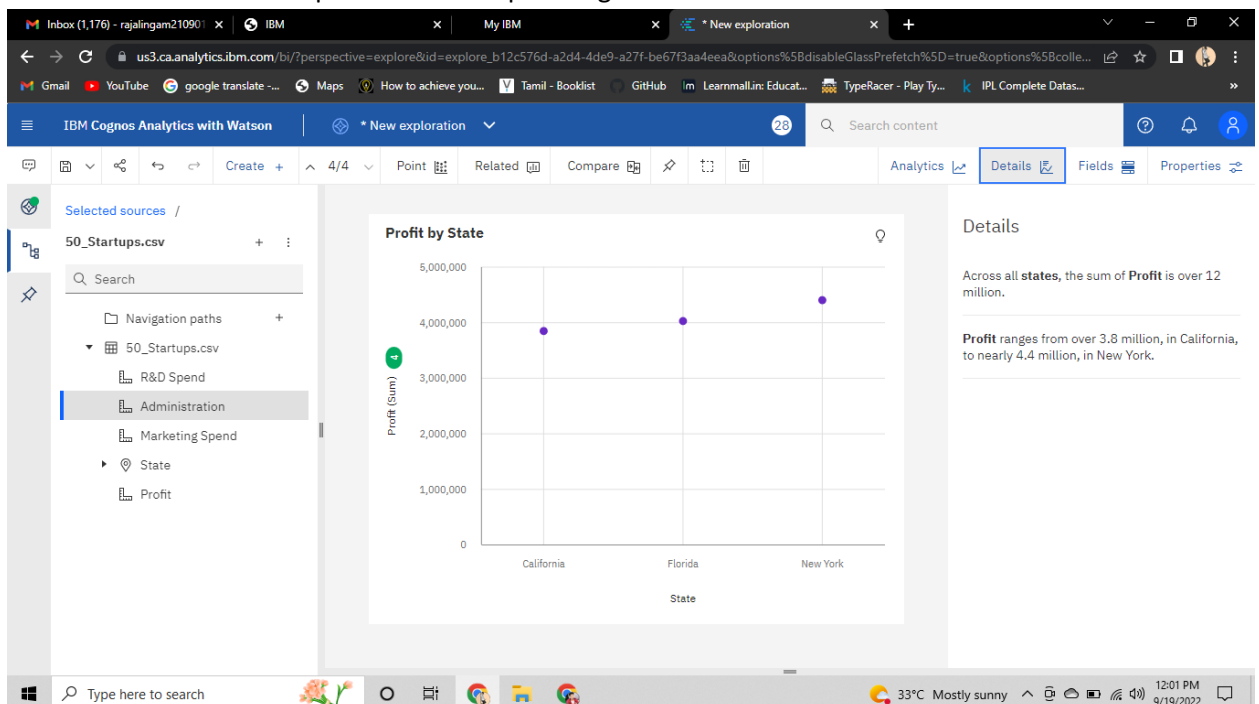 Inbox (1,176) - rajalingam210901
IBM
My IBM
* New exploration
us3.ca.analytics.ibm.com/bi/?perspective=explore&id=explore_b12c576d-a2d4-4de9-a27f-be67f3aa4eea&options%5BdisableGlassPrefetch%5D=true&options%5Bcolle...
Gmail YouTube google translate -... Maps How to achieve you... Tamil - Booklist GitHub Learnmall.in: Educat... TypeRacer - Play Ty... IPL Complete Datas... »
IBM Cognos Analytics with Watson
* New exploration
28
Search content
Create + 4/4 Point Related Compare Analytics Details Fields Properties
Selected sources /
50_Startups.csv
Search
Navigation paths +
50_Startups.csv
R&D Spend
Administration
Marketing Spend
State
Profit
Profit by State
5,000,000
4,000,000
3,000,000
2,000,000
1,000,000
0
4
Profit (Sum)
California Florida New York
State
Details
Across all states, the sum of Profit is over 12
million.
Profit ranges from over 3.8 million, in California,
to nearly 4.4 million, in New York.
Type here to search
33°C Mostly sunny
12:01 PM
9/19/2022